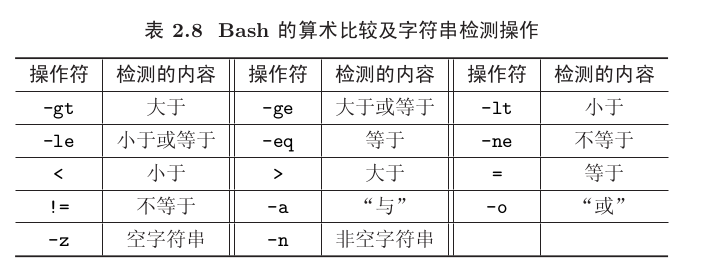 表 2.8 Bash 的算术比较及字符串检测操作
操作符 检测的内容 操作符 检测的内容 操作符 检测的内容
-gt 大于 -ge 大于或等于 -lt 小于
-le 小于或等于 -eq 等于 -ne 不等于
< 小于 > 大于 = 等于
!= 不等于 -a “与” -o “或”
-z 空字符串 -n 非空字符串